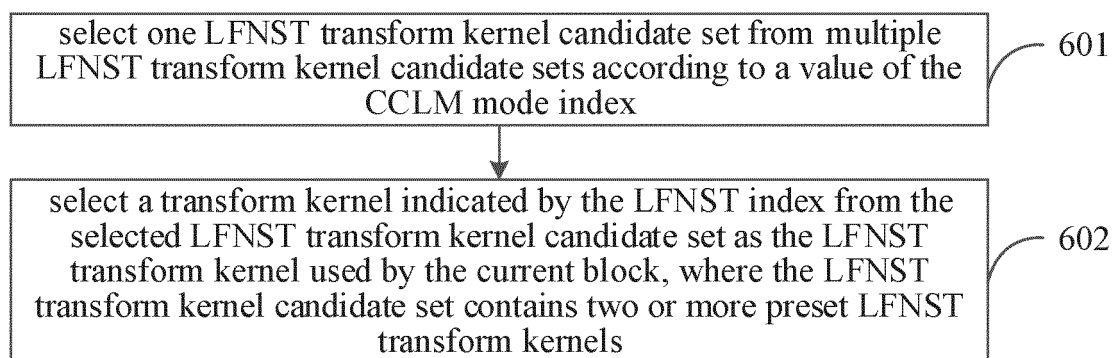 select one LFNST transform kernel candidate set from multiple
LFNST transform kernel candidate sets according to a value of the
CCLM mode index
601
select a transform kernel indicated by the LFNST index from the
selected LFNST transform kernel candidate set as the LFNST
transform kernel used by the current block, where the LFNST
transform kernel candidate set contains two or more preset LFNST
transform kernels
602